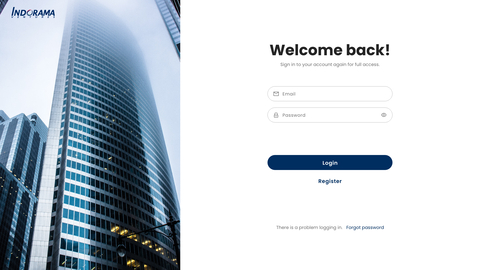 INDORAMA
Welcome back!
Sign in to your account again for full access
Email
Password
Login
Register
There is a problem logging in Forgot password